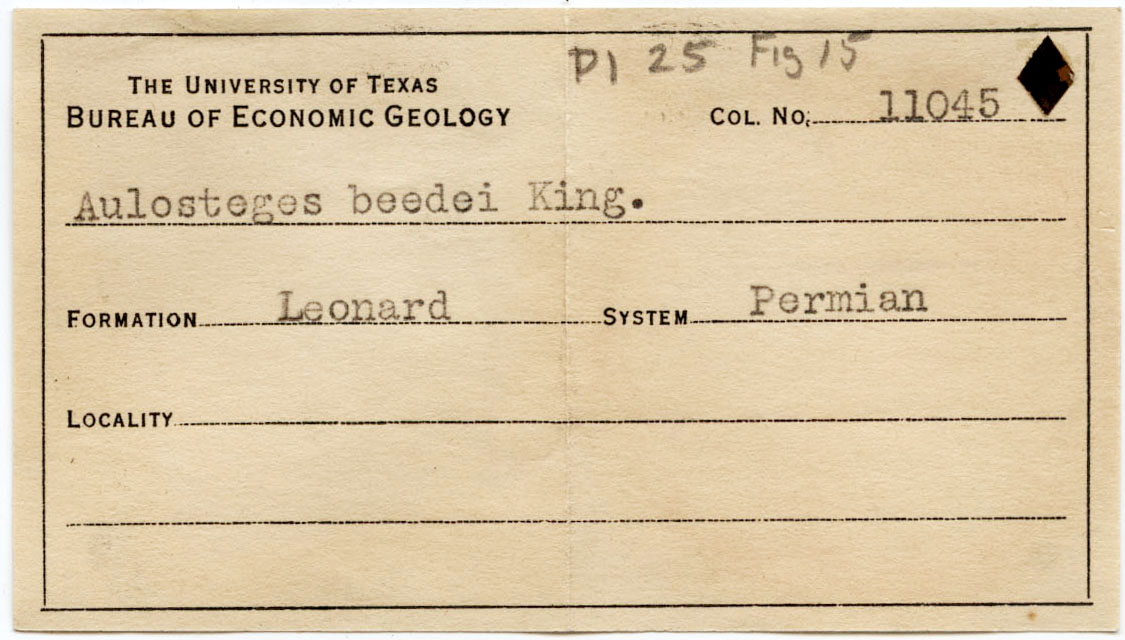 Pl 25 Fig 15
THE UNIVERSITY OF TEXAS
BUREAU OF ECONOMIC GEOLOGY
COL. NO. 11045
Aulosteges beedei King.
FORMATION Leonard SYSTEM Permian
LOCALITY